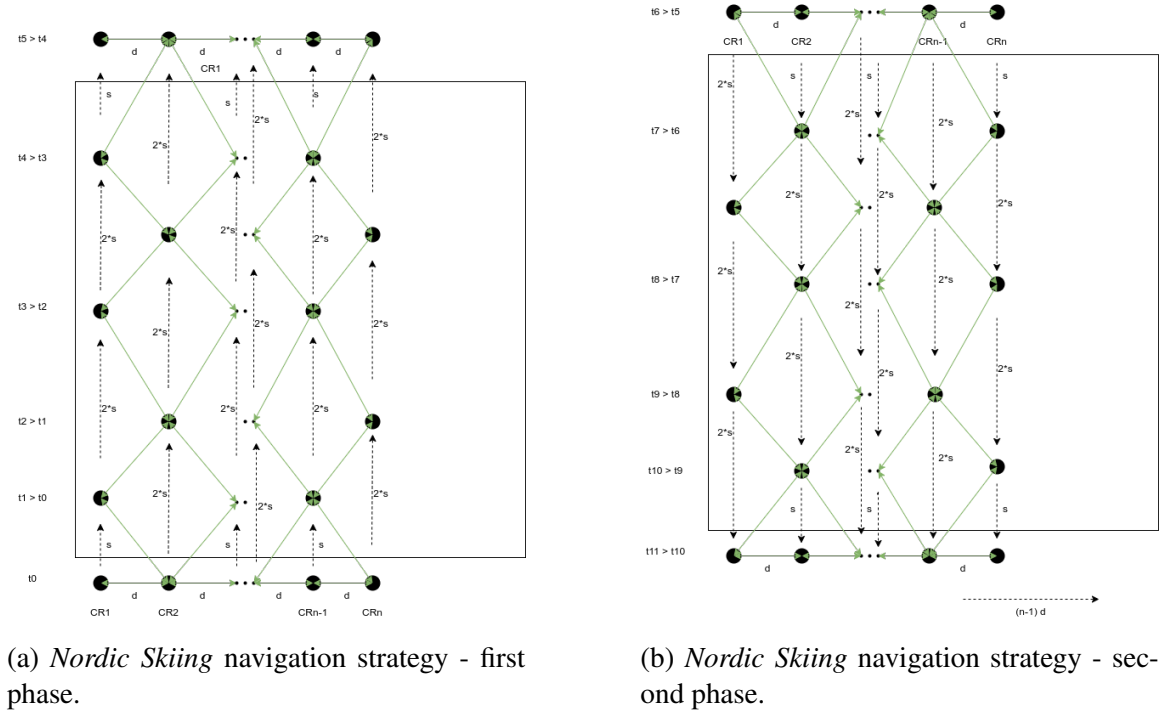 t5 > t4
d d d d
CR1
s s s
2*s
2*s
2*s
t4 > t3
2*s 2*s 2*s
t3 > t2
2*s 2*s 2*s
2*s 2*s 2*s
t2 > t1
2*s 2*s
t1 > t0
2*s
s s s
t0
d d d d
CR1 CR2 CRn-1 CRn
(a) Nordic Skiing navigation strategy - first
phase.
t6 > t5
d d d
CR1 CR2 CRn-1 CRn
s s s
2*s
2*s 2*s
t7 > t6
2*s 2*s 2*s
2*s
t8 > t7
2*s
2*s
2*s 2*s 2*s
t9 > t8
2*s
2*s 2*s
t10 > t9
s s s
t11 > t10
d d
(n-1) d
(b) Nordic Skiing navigation strategy - sec-
ond phase.